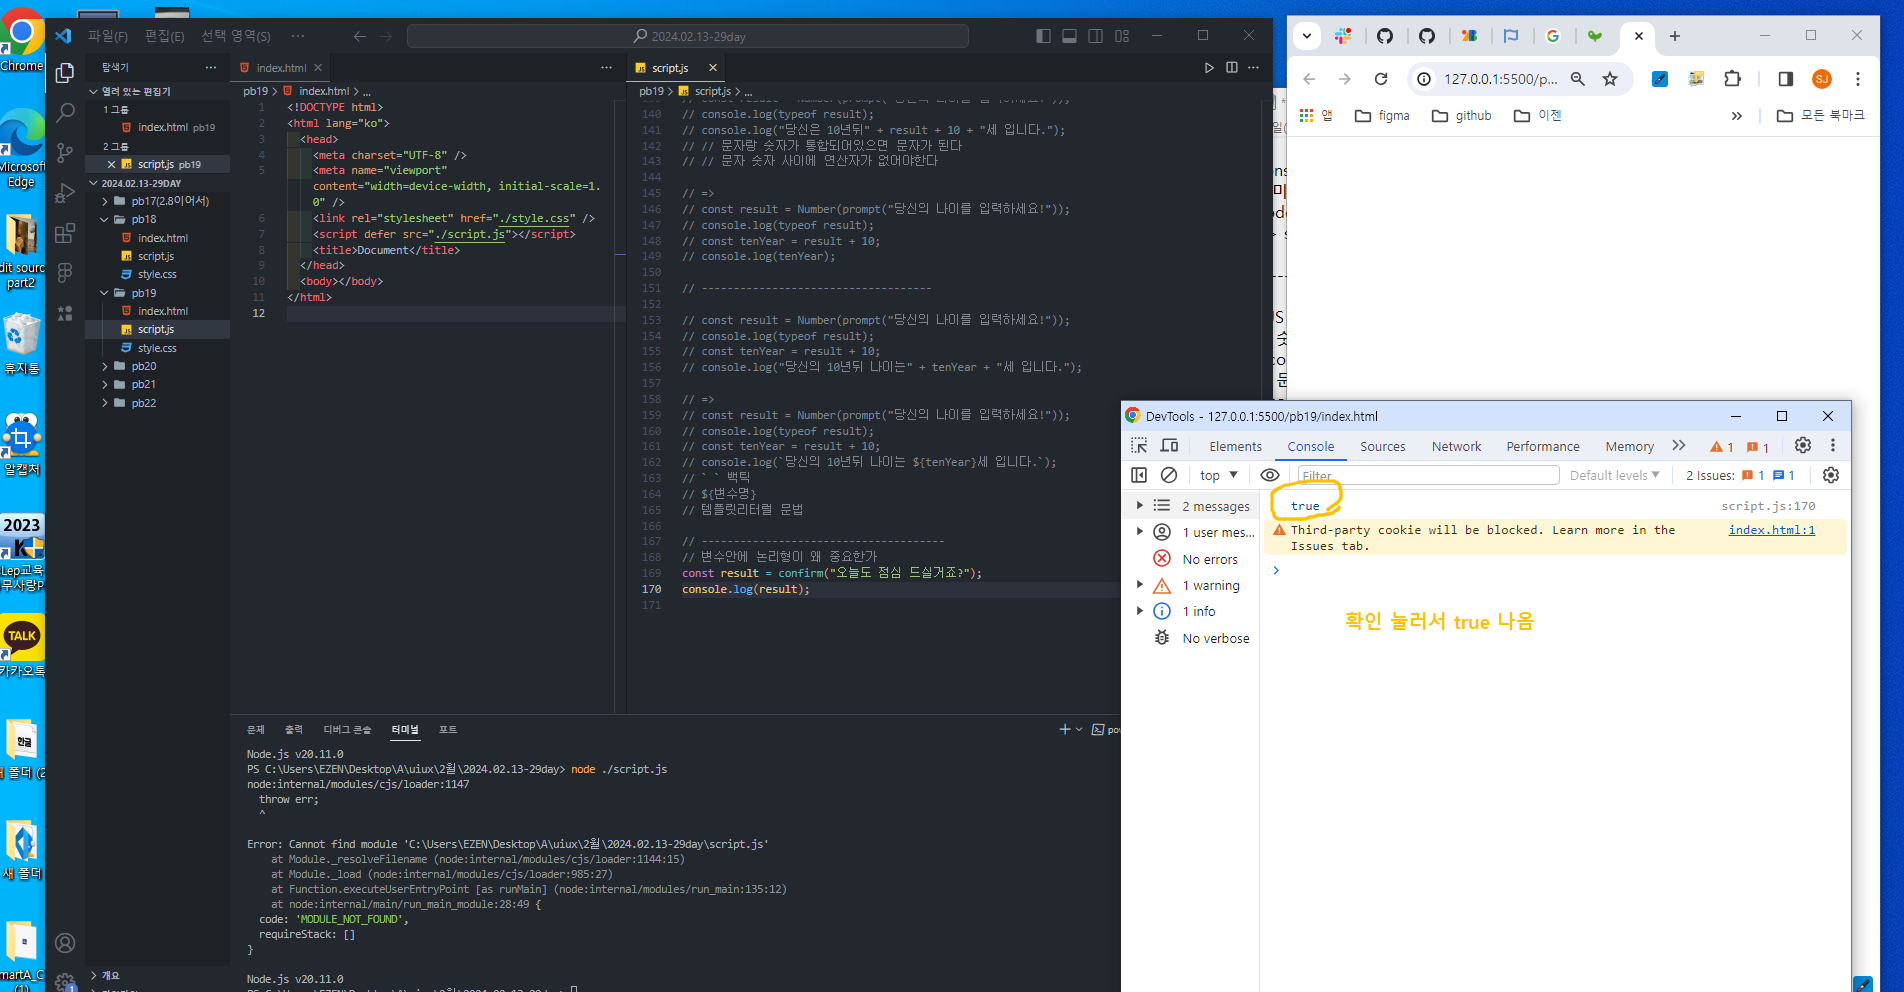 Chrome
Microsoft
Edge
dit sourc
part2
휴지통
알캡처
2023
cLep교육
무사랑P
TALK
카카오톡
한글
새 폴더
martA_C
(1)
파일(F) 편집(E) 선택 영역(S) ···
2024.02.13-29day
탐색기 ···
열려 있는 편집기
1 그룹
index.html pb19
2 그룹
script.js pb19
2024.02.13-29DAY
pb17(2.8이어서)
pb18
index.html
script.js
style.css
pb19
index.html
script.js
style.css
pb20
pb21
pb22
개요
index.html
pb19 > index.html > ...
1 <!DOCTYPE html>
2 <html lang="ko">
3 <head>
4 <meta charset="UTF-8" />
5 <meta name="viewport"
content="width=device-width, initial-scale=1.
0" />
6 <link rel="stylesheet" href="./style.css" />
7 <script defer src="./script.js"></script>
8 <title>Document</title>
9 </head>
10 <body></body>
11 </html>
12
script.js
pb19 > script.js > ...
140 // console.log(typeof result);
141 // console.log("당신은 10년뒤" + result + 10 + "세 입니다.");
142 // // 문자랑 숫자가 통합되어있으면 문자가 된다
143 // // 문자 숫자 사이에 연산자가 없어야한다
144
145 // =>
146 // const result = Number(prompt("당신의 나이를 입력하세요!"));
147 // console.log(typeof result);
148 // const tenYear = result + 10;
149 // console.log(tenYear);
150
151 // ------------------------------------
152
153 // const result = Number(prompt("당신의 나이를 입력하세요!"));
154 // console.log(typeof result);
155 // const tenYear = result + 10;
156 // console.log("당신의 10년뒤 나이는" + tenYear + "세 입니다.");
157
158 // =>
159 // const result = Number(prompt("당신의 나이를 입력하세요!"));
160 // console.log(typeof result);
161 // const tenYear = result + 10;
162 // console.log(`당신의 10년뒤 나이는 ${tenYear}세 입니다.`);
163 // ` ` 백틱
164 // ${변수명}
165 // 템플릿리터럴 문법
166
167 // --------------------------------------
168 // 변수안에 논리형이 왜 중요한가
169 const result = confirm("오늘도 점심 드실거죠?");
170 console.log(result);
171
문제 출력 디버그 콘솔 터미널 포트
Node.js v20.11.0
PS C:\Users\EZEN\Desktop\A\uiux\2월\2024.02.13-29day> node ./script.js
node:internal/modules/cjs/loader:1147
throw err;
^
Error: Cannot find module 'C:\Users\EZEN\Desktop\A\uiux\2월\2024.02.13-29day\script.js'
at Module._resolveFilename (node:internal/modules/cjs/loader:1144:15)
at Module._load (node:internal/modules/cjs/loader:985:27)
at Function.executeUserEntryPoint [as runMain] (node:internal/modules/run_main:135:12)
at node:internal/main/run_main_module:28:49 {
code: 'MODULE_NOT_FOUND',
requireStack: []
}
Node.js v20.11.0
127.0.0.1:5500/p...
SJ
앱 figma github 이젠 » 모든 북마크
DevTools - 127.0.0.1:5500/pb19/index.html
Elements Console Sources Network Performance Memory 1 1
top Filter Default levels 2 Issues: 1 1
2 messages
1 user mes...
No errors
1 warning
1 info
No verbose
true script.js:170
Third-party cookie will be blocked. Learn more in the index.html:1
Issues tab.
확인 눌러서 true 나옴